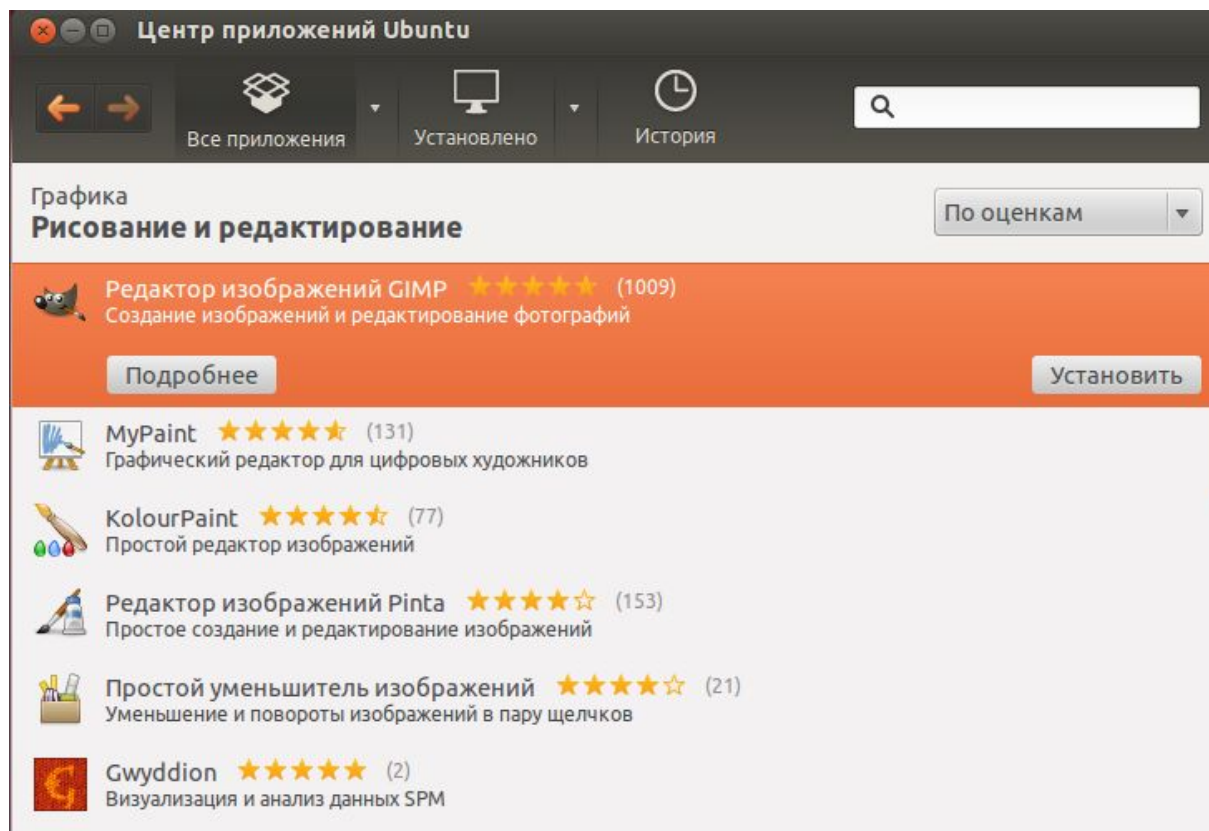 Центр приложений Ubuntu
Все приложения
Установлено
История
Графика
Рисование и редактирование
По оценкам
Редактор изображений GIMP (1009)
Создание изображений и редактирование фотографий
Подробнее
Установить
MyPaint (131)
Графический редактор для цифровых художников
KolourPaint (77)
Простой редактор изображений
Редактор изображений Pinta (153)
Простое создание и редактирование изображений
Простой уменьшитель изображений (21)
Уменьшение и повороты изображений в пару щелчков
Gwyddion (2)
Визуализация и анализ данных SPM